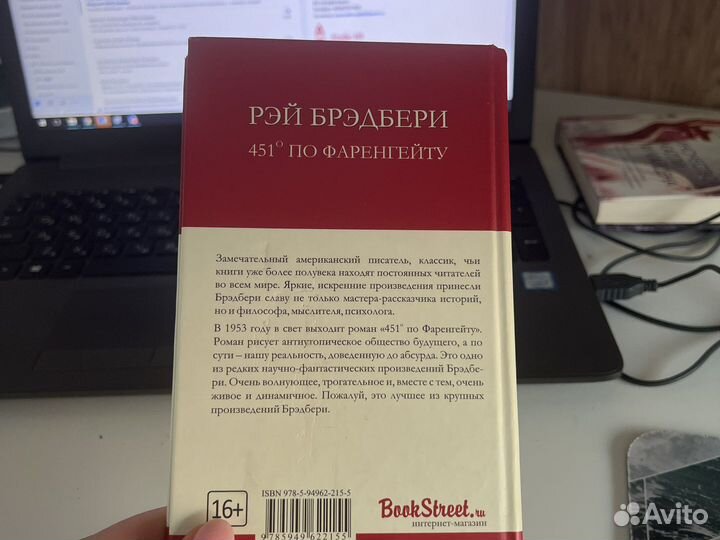 РЭЙ БРЭДБЕРИ
451° ПО ФАРЕНГЕЙТУ
Замечательный американский писатель, классик, чьи
книги уже более полувека находят постоянных читателей
во всем мире. Яркие, искренние произведения принесли
Брэдбери славу не только мастера-рассказчика историй,
но и философа, мыслителя, психолога.
В 1953 году в свет выходит роман «451° по Фаренгейту».
Роман рисует антиутопическое общество будущего, а по
сути – нашу реальность, доведенную до абсурда. Это одно
из редких научно-фантастических произведений Брэдбе-
ри. Очень волнующее, трогательное и, вместе с тем, очень
живое и динамичное. Пожалуй, это лучшее из крупных
произведений Брэдбери.
16+
ISBN 978-5-94962-215-5
9785949622155
BookStreet.ru
интернет-магазин
Avito